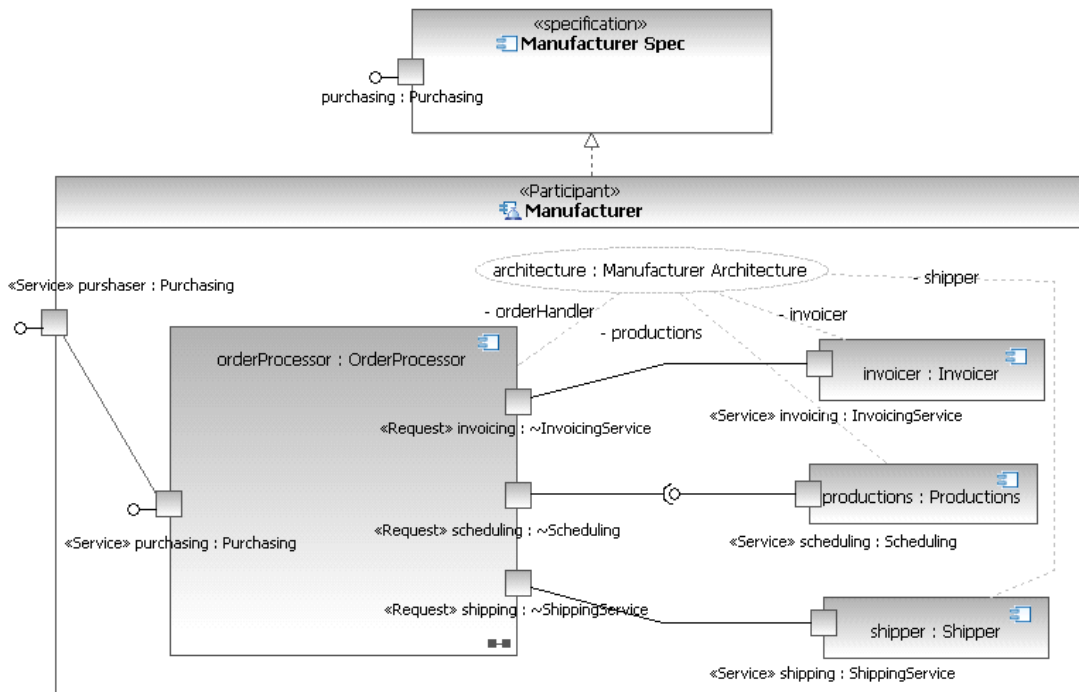 «specification»
Manufacturer Spec
purchasing : Purchasing
«Participant»
Manufacturer
architecture : Manufacturer Architecture
- shipper
«Service» purshaser : Purchasing
- orderHandler
- invoicer
- productions
orderProcessor : OrderProcessor
invoicer : Invoicer
«Request» invoicing : ~InvoicingService
«Service» invoicing : InvoicingService
productions : Productions
«Request» scheduling : ~Scheduling
«Service» purchasing : Purchasing
«Service» scheduling : Scheduling
«Request» shipping : ~ShippingService
shipper : Shipper
«Service» shipping : ShippingService